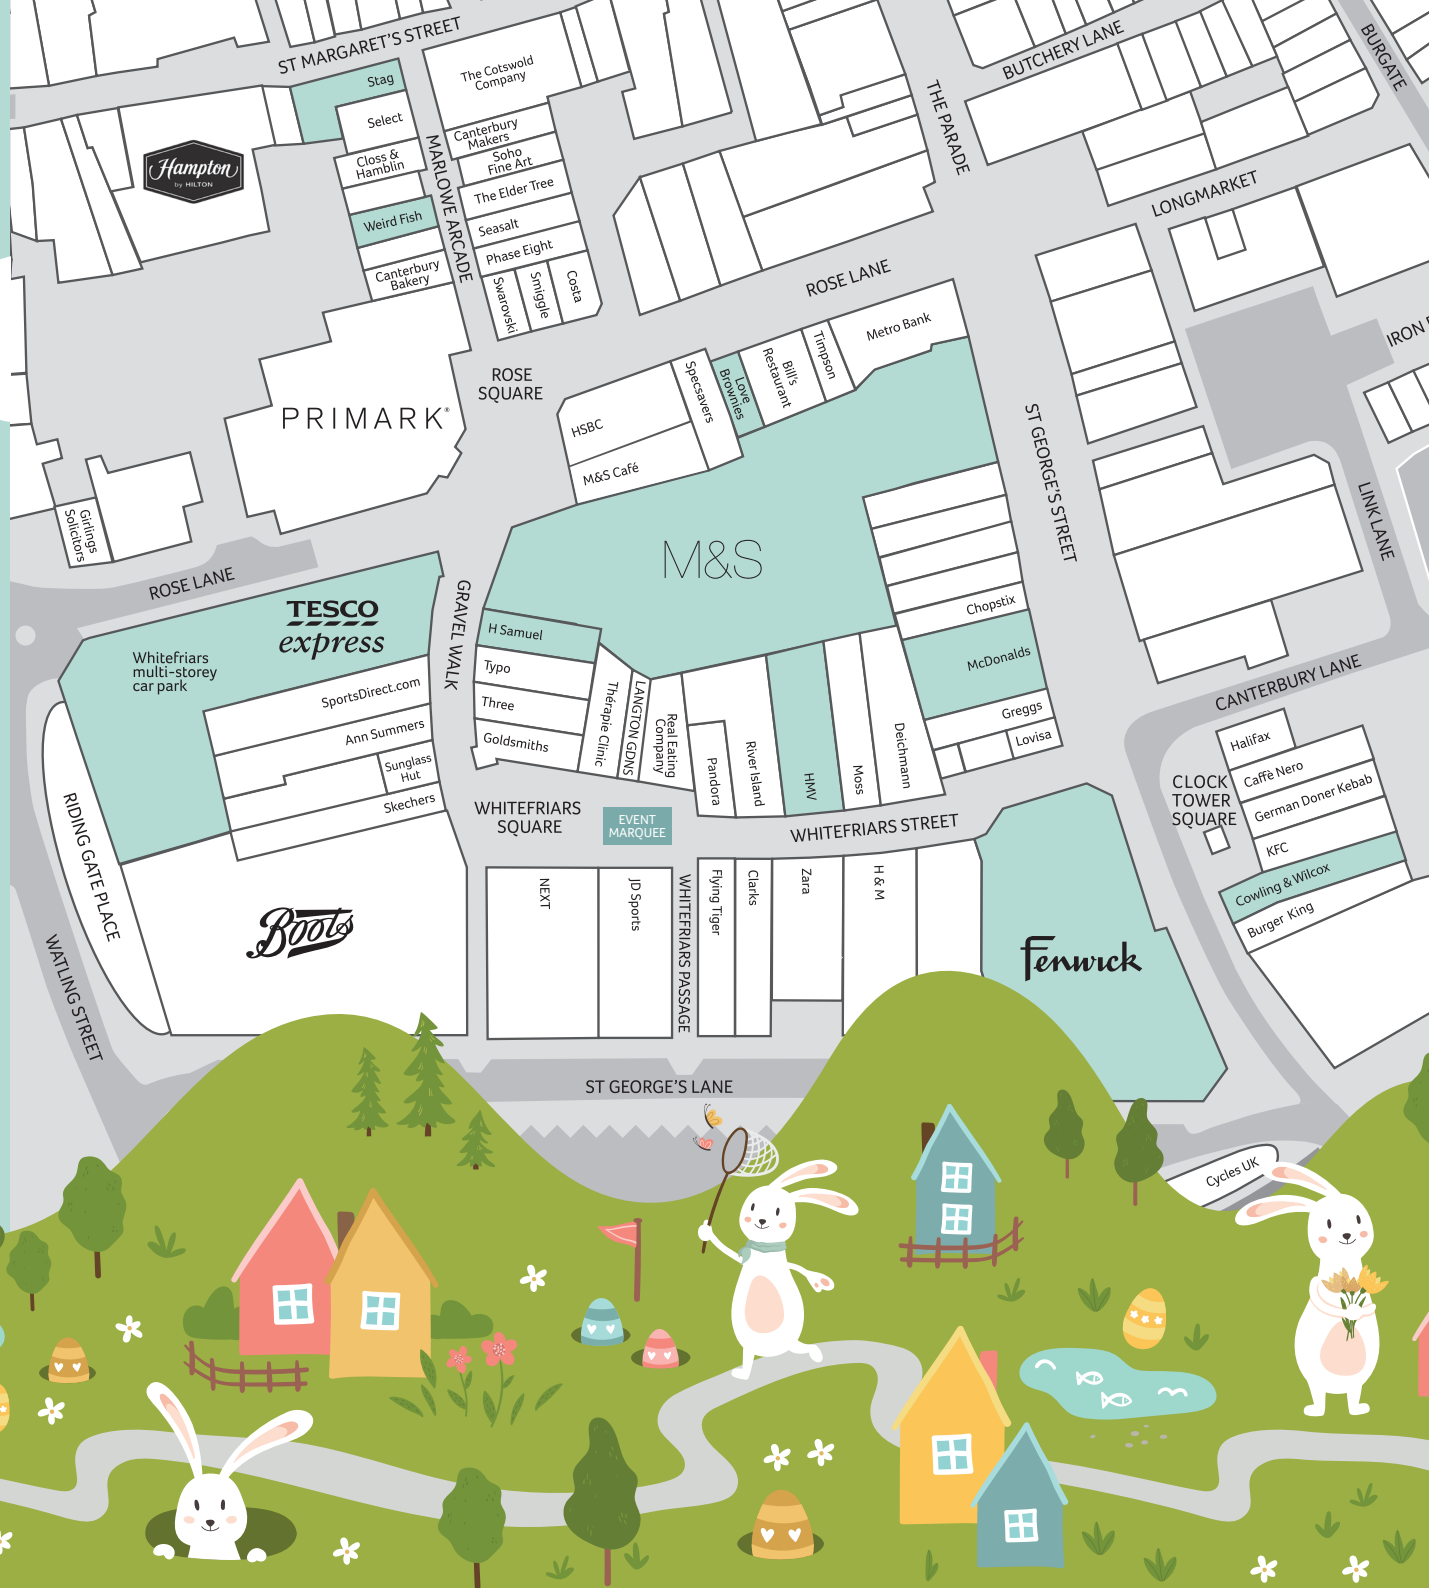 ST MARGARET'S STREET
BUTCHERY LANE
BURGATE
Stag
The Cotswold
Company
THE PARADE
Select
Canterbury
Makers
Hampton
by HILTON
Closs &
Hamblin
MARLOWE ARCADE
Soho
Fine Art
The Elder Tree
LONGMARKET
Weird Fish
Seasalt
Phase Eight
Canterbury
Bakery
Swarovski
Smiggle
Costa
ROSE LANE
Metro Bank
IRON
ROSE
SQUARE
Specsavers
Love
Brownies
Bill's
Restaurant
Timpson
PRIMARK
HSBC
M&S Café
ST GEORGE'S STREET
LINK LANE
Girlings
Solicitors
M&S
ROSE LANE
GRAVEL WALK
TESCO
express
Chopstix
H Samuel
Whitefriars
multi-storey
car park
McDonalds
Typo
SportsDirect.com
Three
Thérapie Clinic
LANGTON GDNS
Real Eating
Company
CANTERBURY LANE
Greggs
Ann Summers
Goldsmiths
Pandora
River Island
HMV
Moss
Deichmann
Lovisa
Halifax
Sunglass
Hut
Caffè Nero
CLOCK
TOWER
SQUARE
German Doner Kebab
Skechers
WHITEFRIARS
SQUARE
EVENT
MARQUEE
WHITEFRIARS STREET
KFC
RIDING GATE PLACE
Cowling & Wilcox
Burger King
NEXT
JD Sports
WHITEFRIARS PASSAGE
Flying Tiger
Clarks
Zara
H & M
Boots
Fenwick
WATLING STREET
ST GEORGE'S LANE
Cycles UK